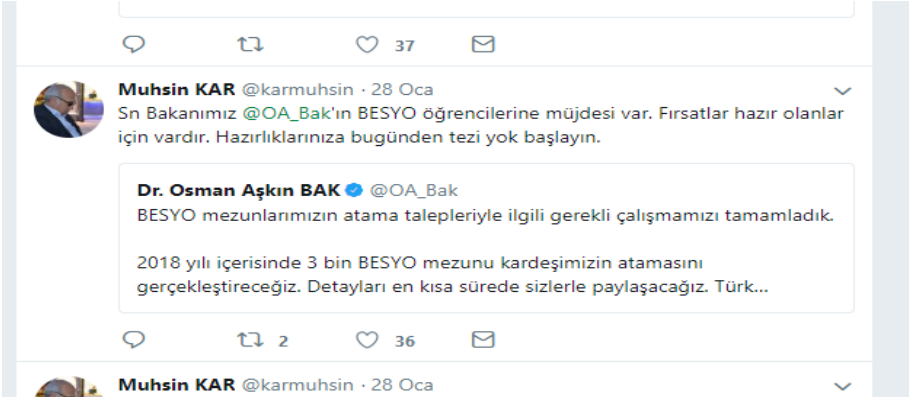 37
Muhsin KAR @karmuhsin · 28 Oca
Sn Bakanımız @OA_Bak'ın BESYO öğrencilerine müjdesi var. Fırsatlar hazır olanlar
için vardır. Hazırlıklarınıza bugünden tezi yok başlayın.
Dr. Osman Aşkın BAK @OA_Bak
BESYO mezunlarımızın atama talepleriyle ilgili gerekli çalışmamızı tamamladık.
2018 yılı içerisinde 3 bin BESYO mezunu kardeşimizin atamasını
gerçekleştireceğiz. Detayları en kısa sürede sizlerle paylaşacağız. Türk...
2 36
Muhsin KAR @karmuhsin · 28 Oca